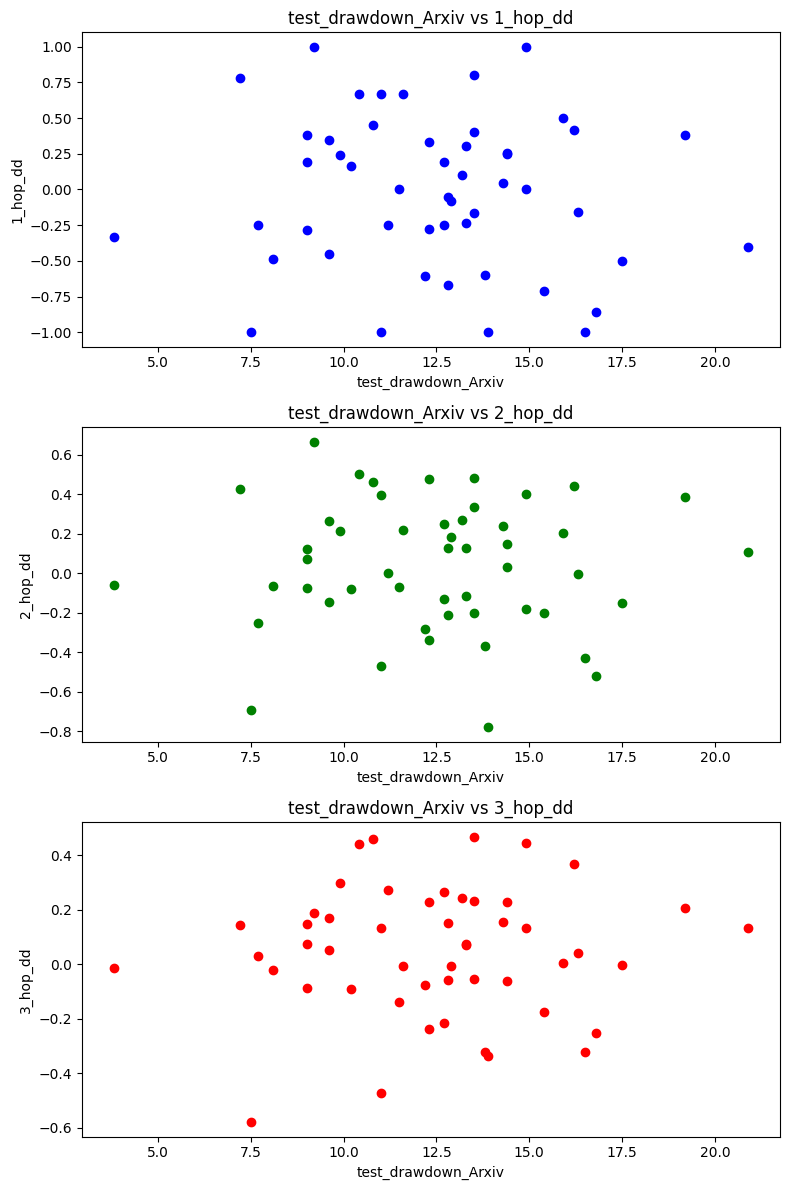 test_drawdown_Arxiv vs 1_hop_dd
1.00
0.75
0.50
0.25
0.00
−0.25
−0.50
−0.75
−1.00
1_hop_dd
5.0 7.5 10.0 12.5 15.0 17.5 20.0
test_drawdown_Arxiv
test_drawdown_Arxiv vs 2_hop_dd
0.6
0.4
0.2
0.0
−0.2
−0.4
−0.6
−0.8
2_hop_dd
5.0 7.5 10.0 12.5 15.0 17.5 20.0
test_drawdown_Arxiv
test_drawdown_Arxiv vs 3_hop_dd
0.4
0.2
0.0
−0.2
−0.4
−0.6
3_hop_dd
5.0 7.5 10.0 12.5 15.0 17.5 20.0
test_drawdown_Arxiv